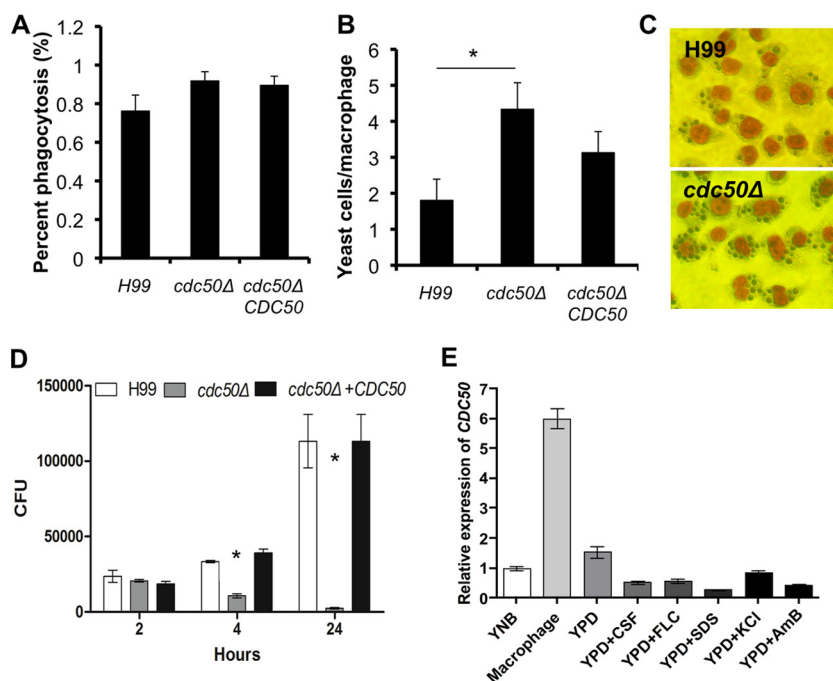 A
Percent phagocytosis (%)
1.2
1
0.8
0.6
0.4
0.2
0
H99
cdc50Δ
cdc50Δ
CDC50
B
Yeast cells/macrophage
6
5
4
3
2
1
0
*
H99
cdc50Δ
cdc50Δ
CDC50
C
H99
cdc50Δ
D
H99 cdc50Δ cdc50Δ+CDC50
CFU
150000
100000
50000
0
*
*
2 4 24
Hours
E
Relative expression of CDC50
7
6
5
4
3
2
1
0
YNB
Macrophage
YPD
YPD+CSF
YPD+FLC
YPD+SDS
YPD+KCl
YPD+AmB